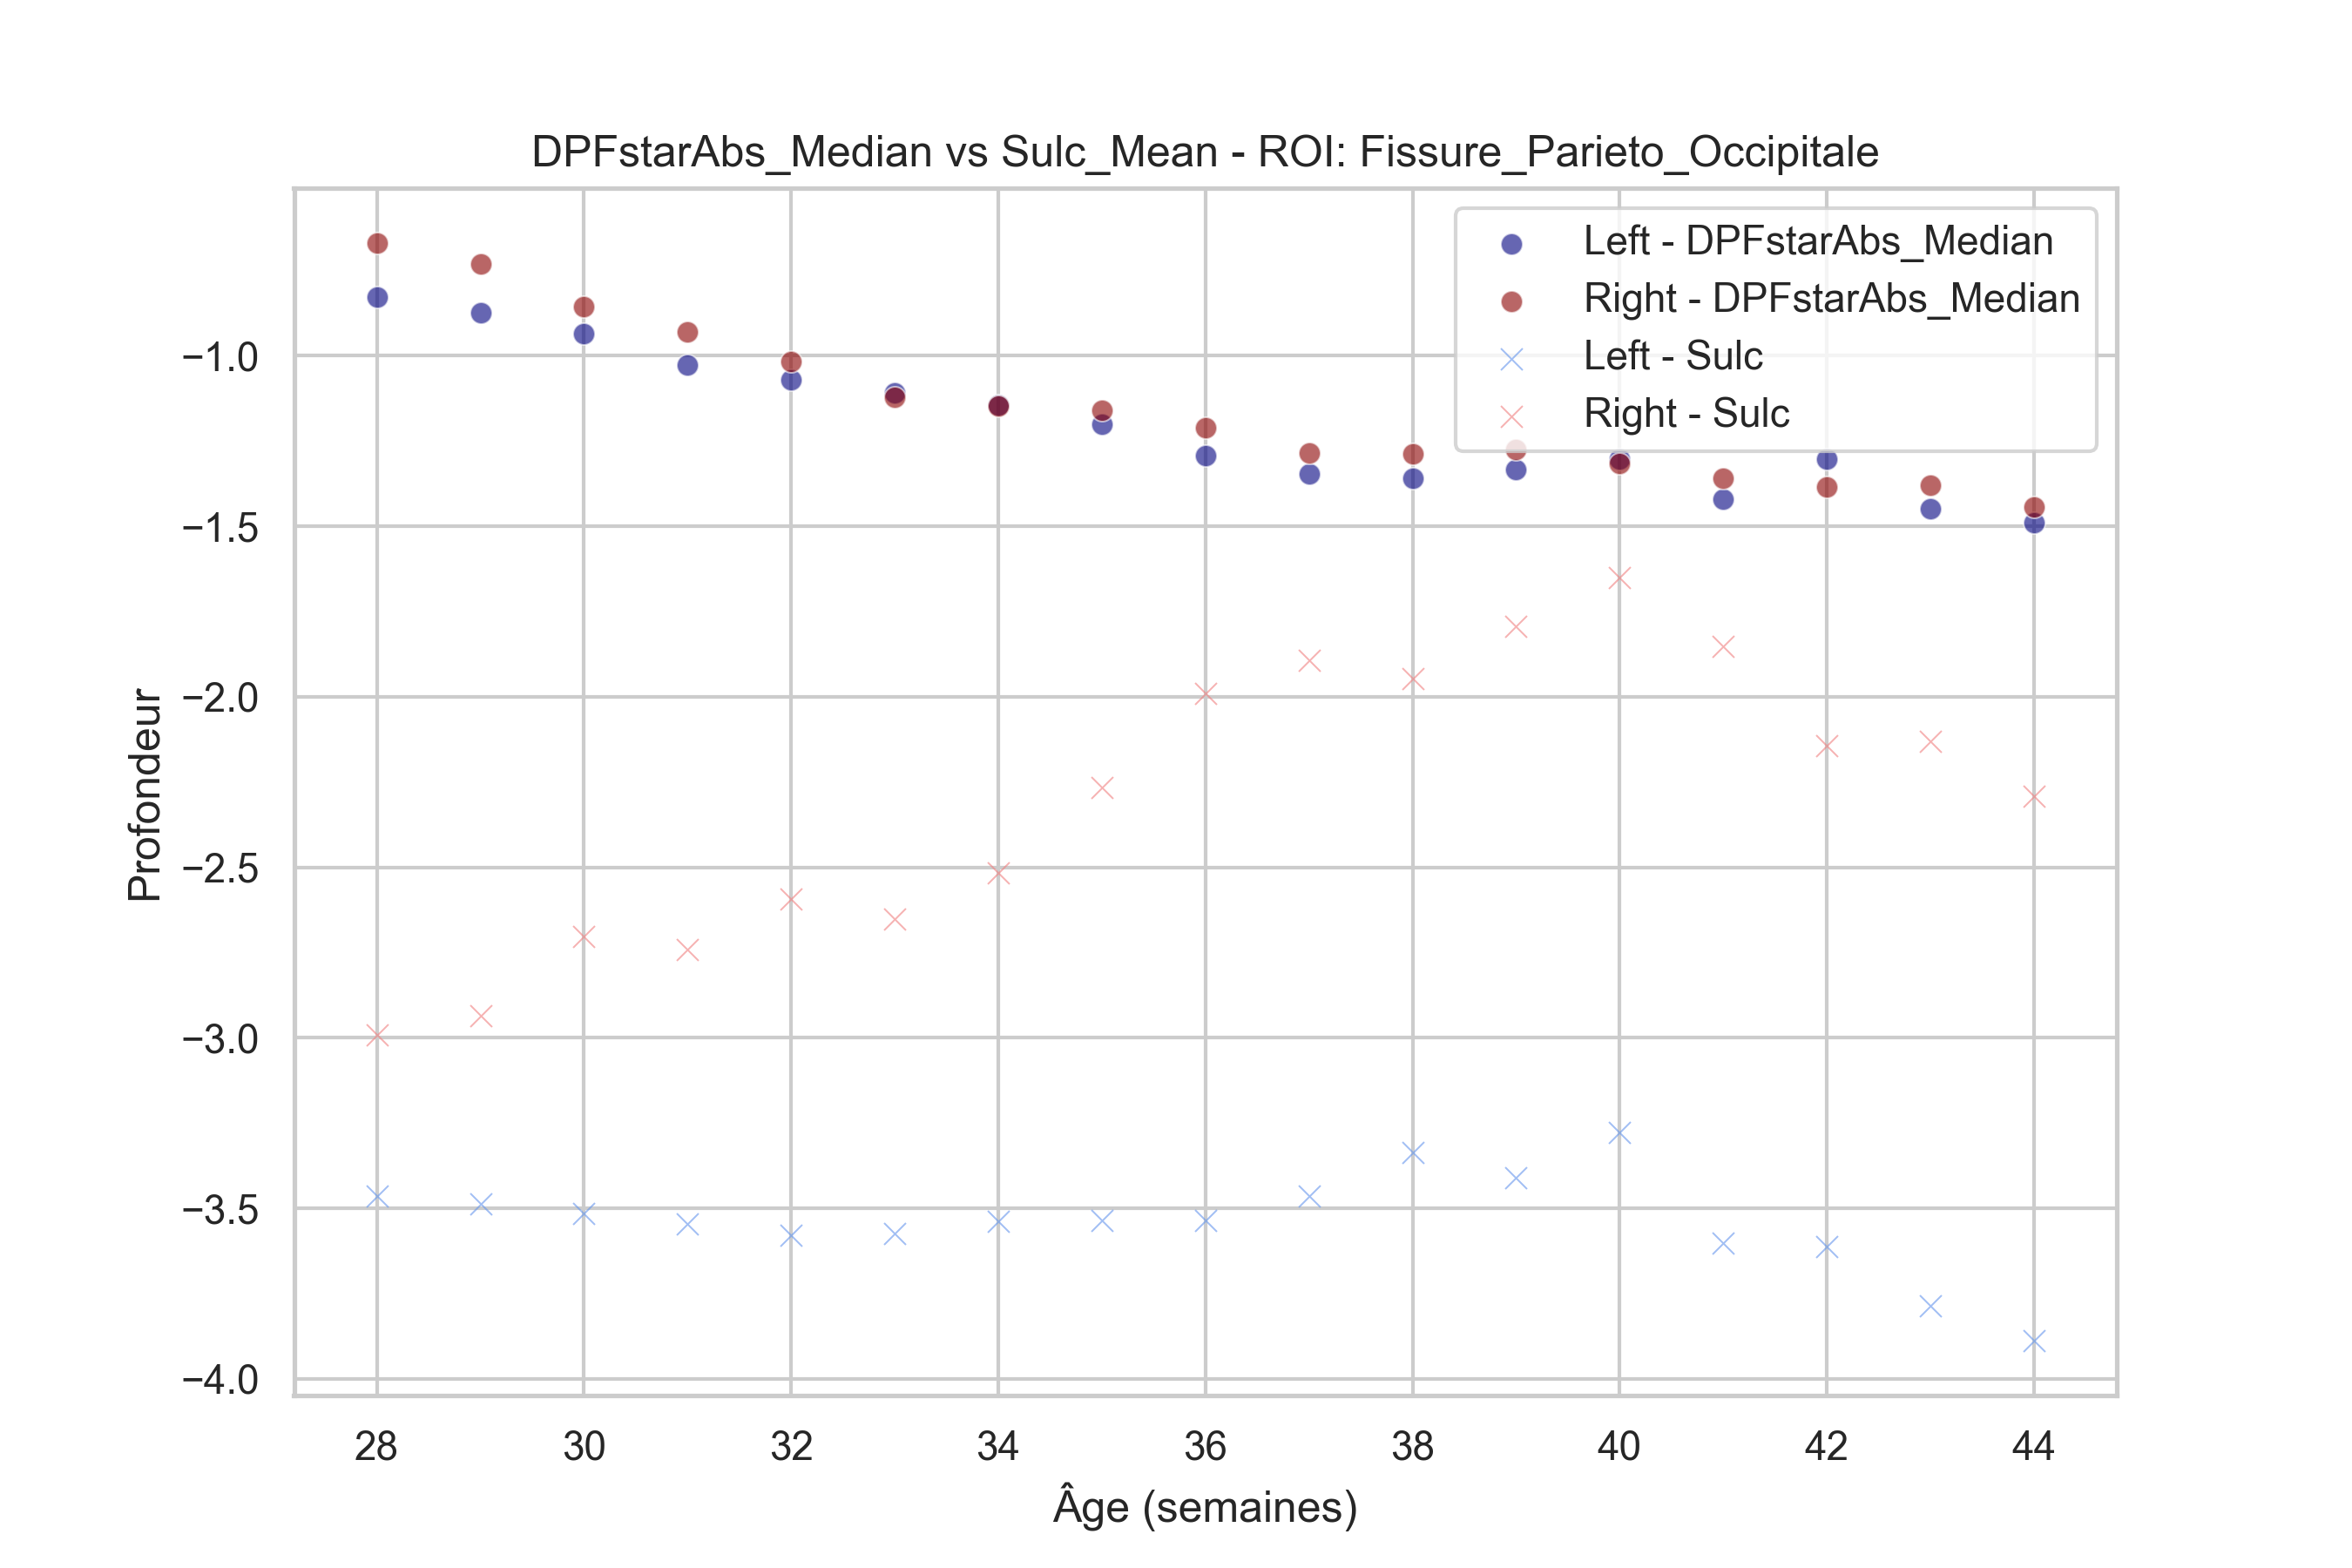 DPFstarAbs_Median vs Sulc_Mean - ROI: Fissure_Parieto_Occipitale
Left - DPFstarAbs_Median
Right - DPFstarAbs_Median
Left - Sulc
Right - Sulc
Profondeur
−1.0
−1.5
−2.0
−2.5
−3.0
−3.5
−4.0
28 30 32 34 36 38 40 42 44
Âge (semaines)